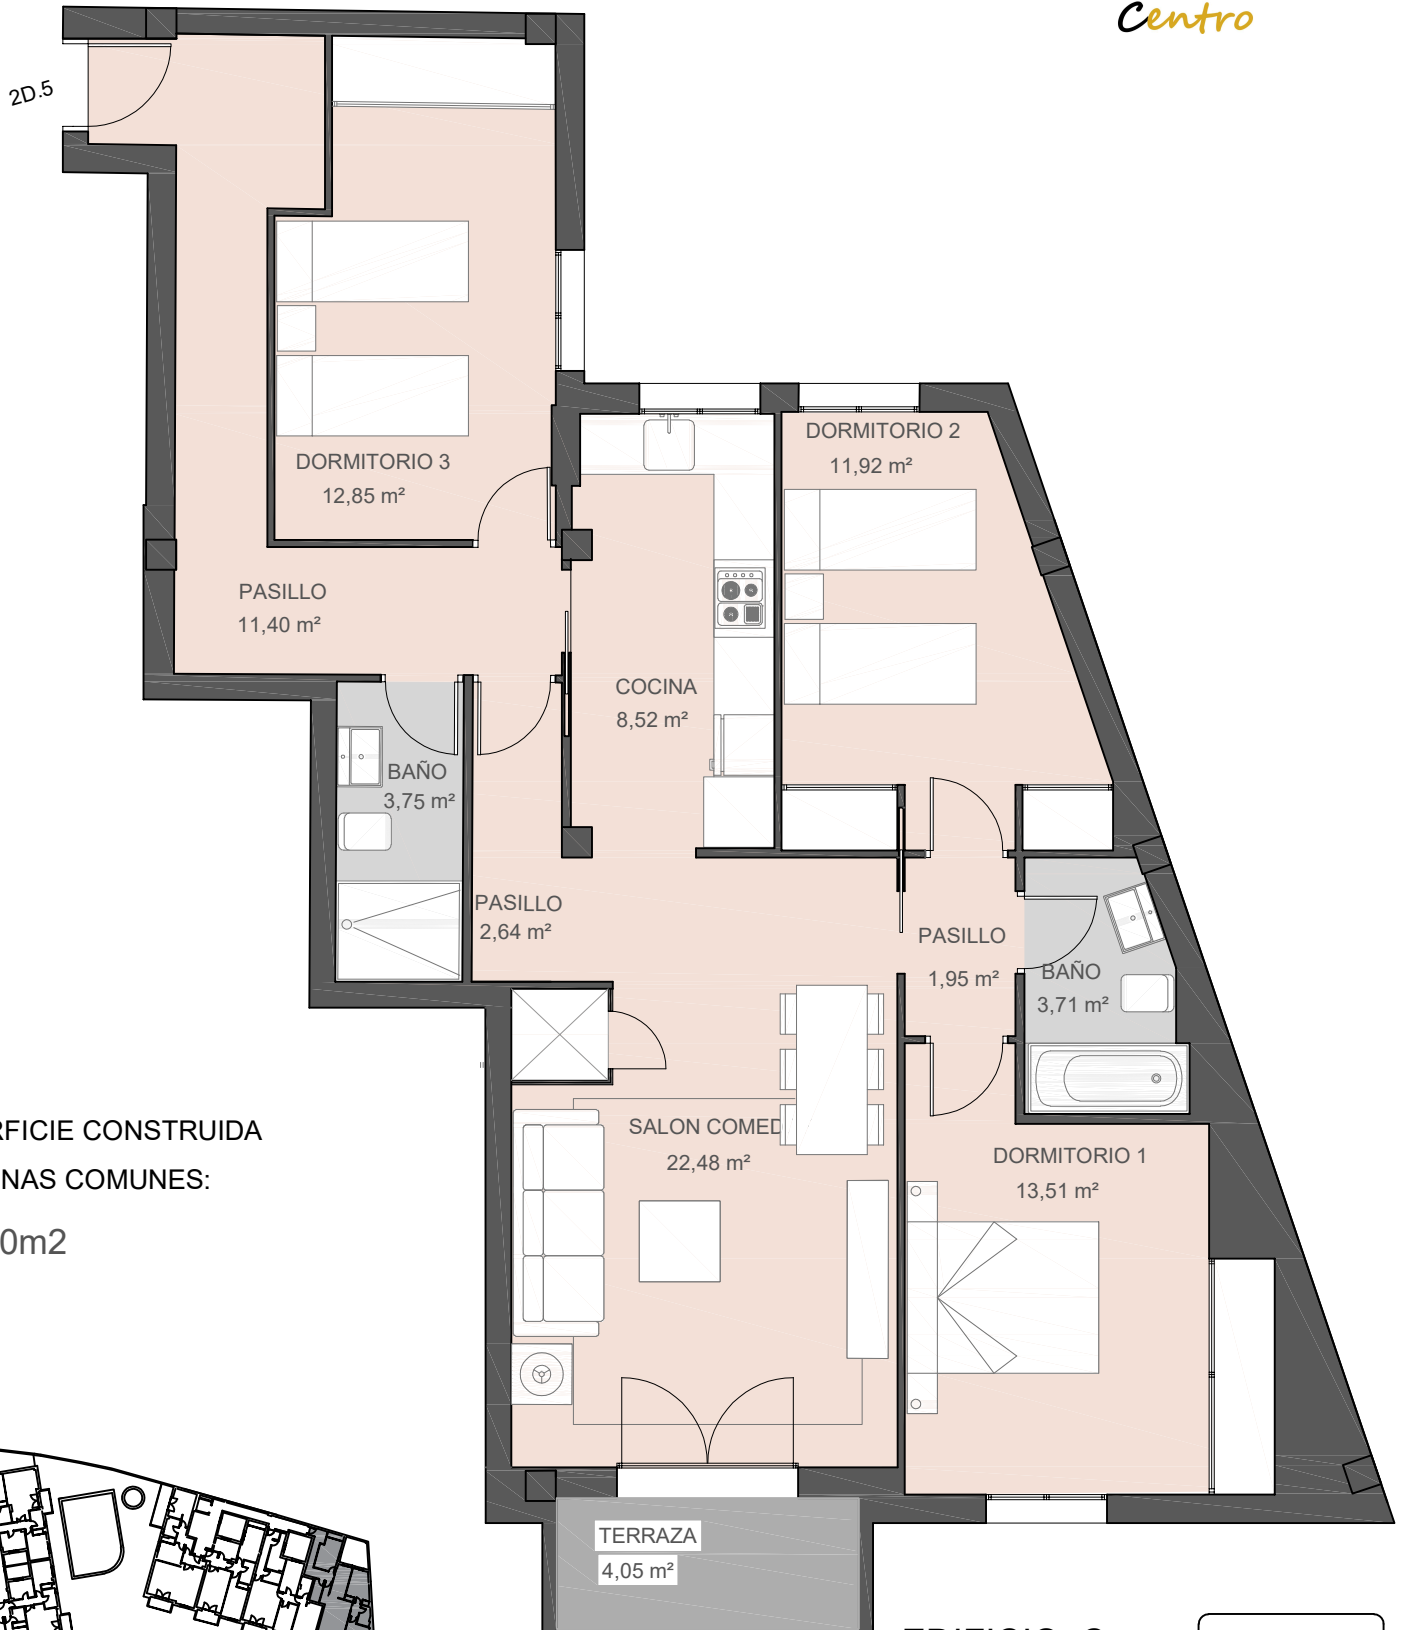 Centro
2D.5
DORMITORIO 2
11,92 m²
DORMITORIO 3
12,85 m²
PASILLO
11,40 m²
COCINA
8,52 m²
BAÑO
3,75 m²
PASILLO
2,64 m²
PASILLO
1,95 m²
BAÑO
3,71 m²
RFICIE CONSTRUIDA
NAS COMUNES:
0m2
SALON COMED
22,48 m²
DORMITORIO 1
13,51 m²
TERRAZA
4,05 m²